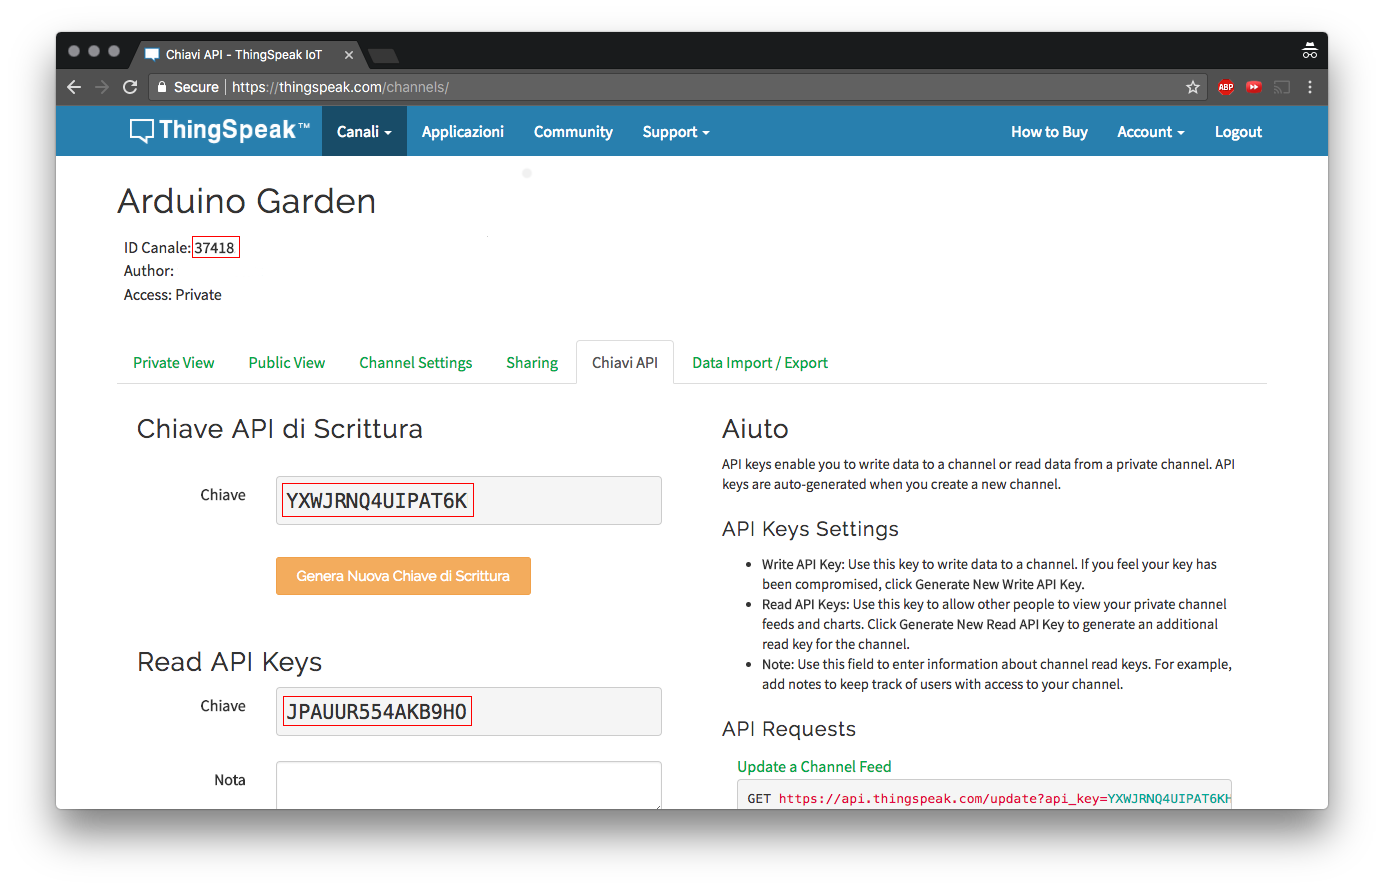 Chiavi API - ThingSpeak IoT
Secure | https://thingspeak.com/channels/
ABP
ThingSpeak™ Canali Applicazioni Community Support How to Buy Account Logout
Arduino Garden
ID Canale: 37418
Author:
Access: Private
Private View Public View Channel Settings Sharing Chiavi API Data Import / Export
Chiave API di Scrittura
Chiave YXWJRNQ4UIPAT6K
Genera Nuova Chiave di Scrittura
Read API Keys
Chiave JPAUUR554AKB9HO
Nota
Aiuto
API keys enable you to write data to a channel or read data from a private channel. API
keys are auto-generated when you create a new channel.
API Keys Settings
• Write API Key: Use this key to write data to a channel. If you feel your key has
been compromised, click Generate New Write API Key.
• Read API Keys: Use this key to allow other people to view your private channel
feeds and charts. Click Generate New Read API Key to generate an additional
read key for the channel.
• Note: Use this field to enter information about channel read keys. For example,
add notes to keep track of users with access to your channel.
API Requests
Update a Channel Feed
GET https://api.thingspeak.com/update?api_key=YXWJRNQ4UIPAT6KH